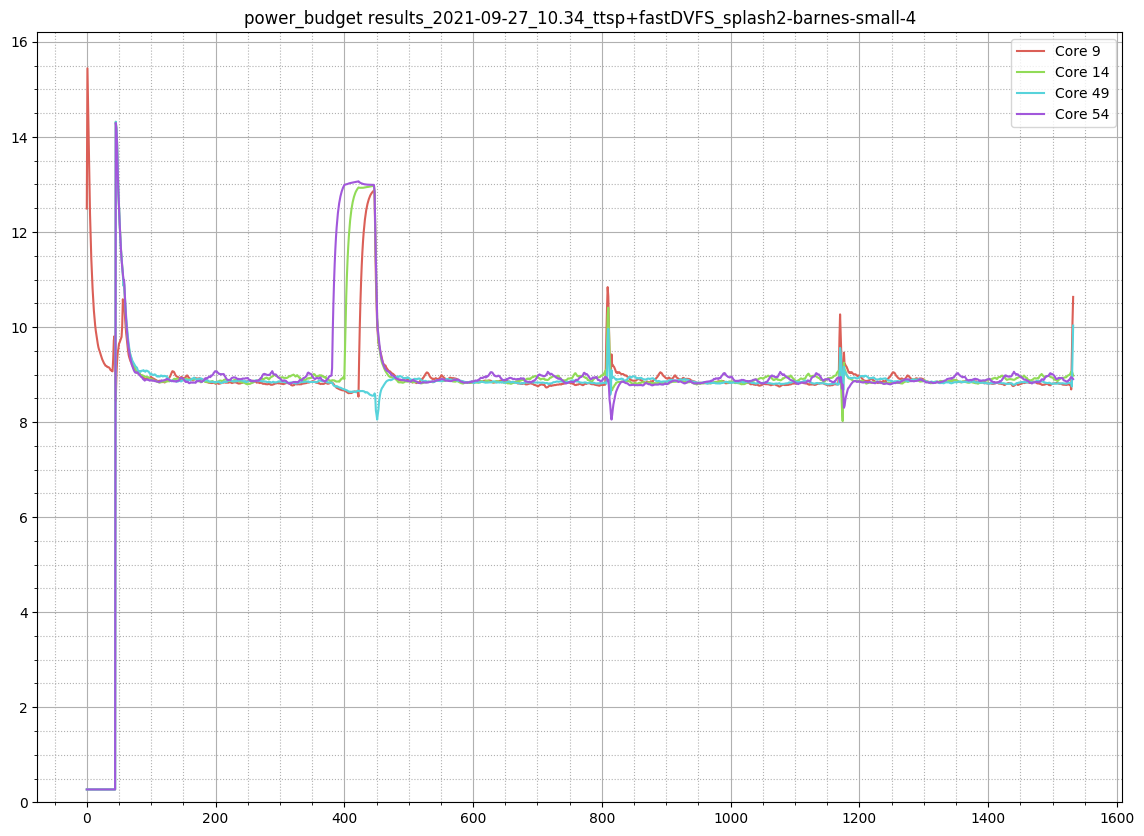 power_budget results_2021-09-27_10.34_ttsp+fastDVFS_splash2-barnes-small-4
16
14
12
10
8
6
4
2
0
Core 9
Core 14
Core 49
Core 54
0 200 400 600 800 1000 1200 1400 1600